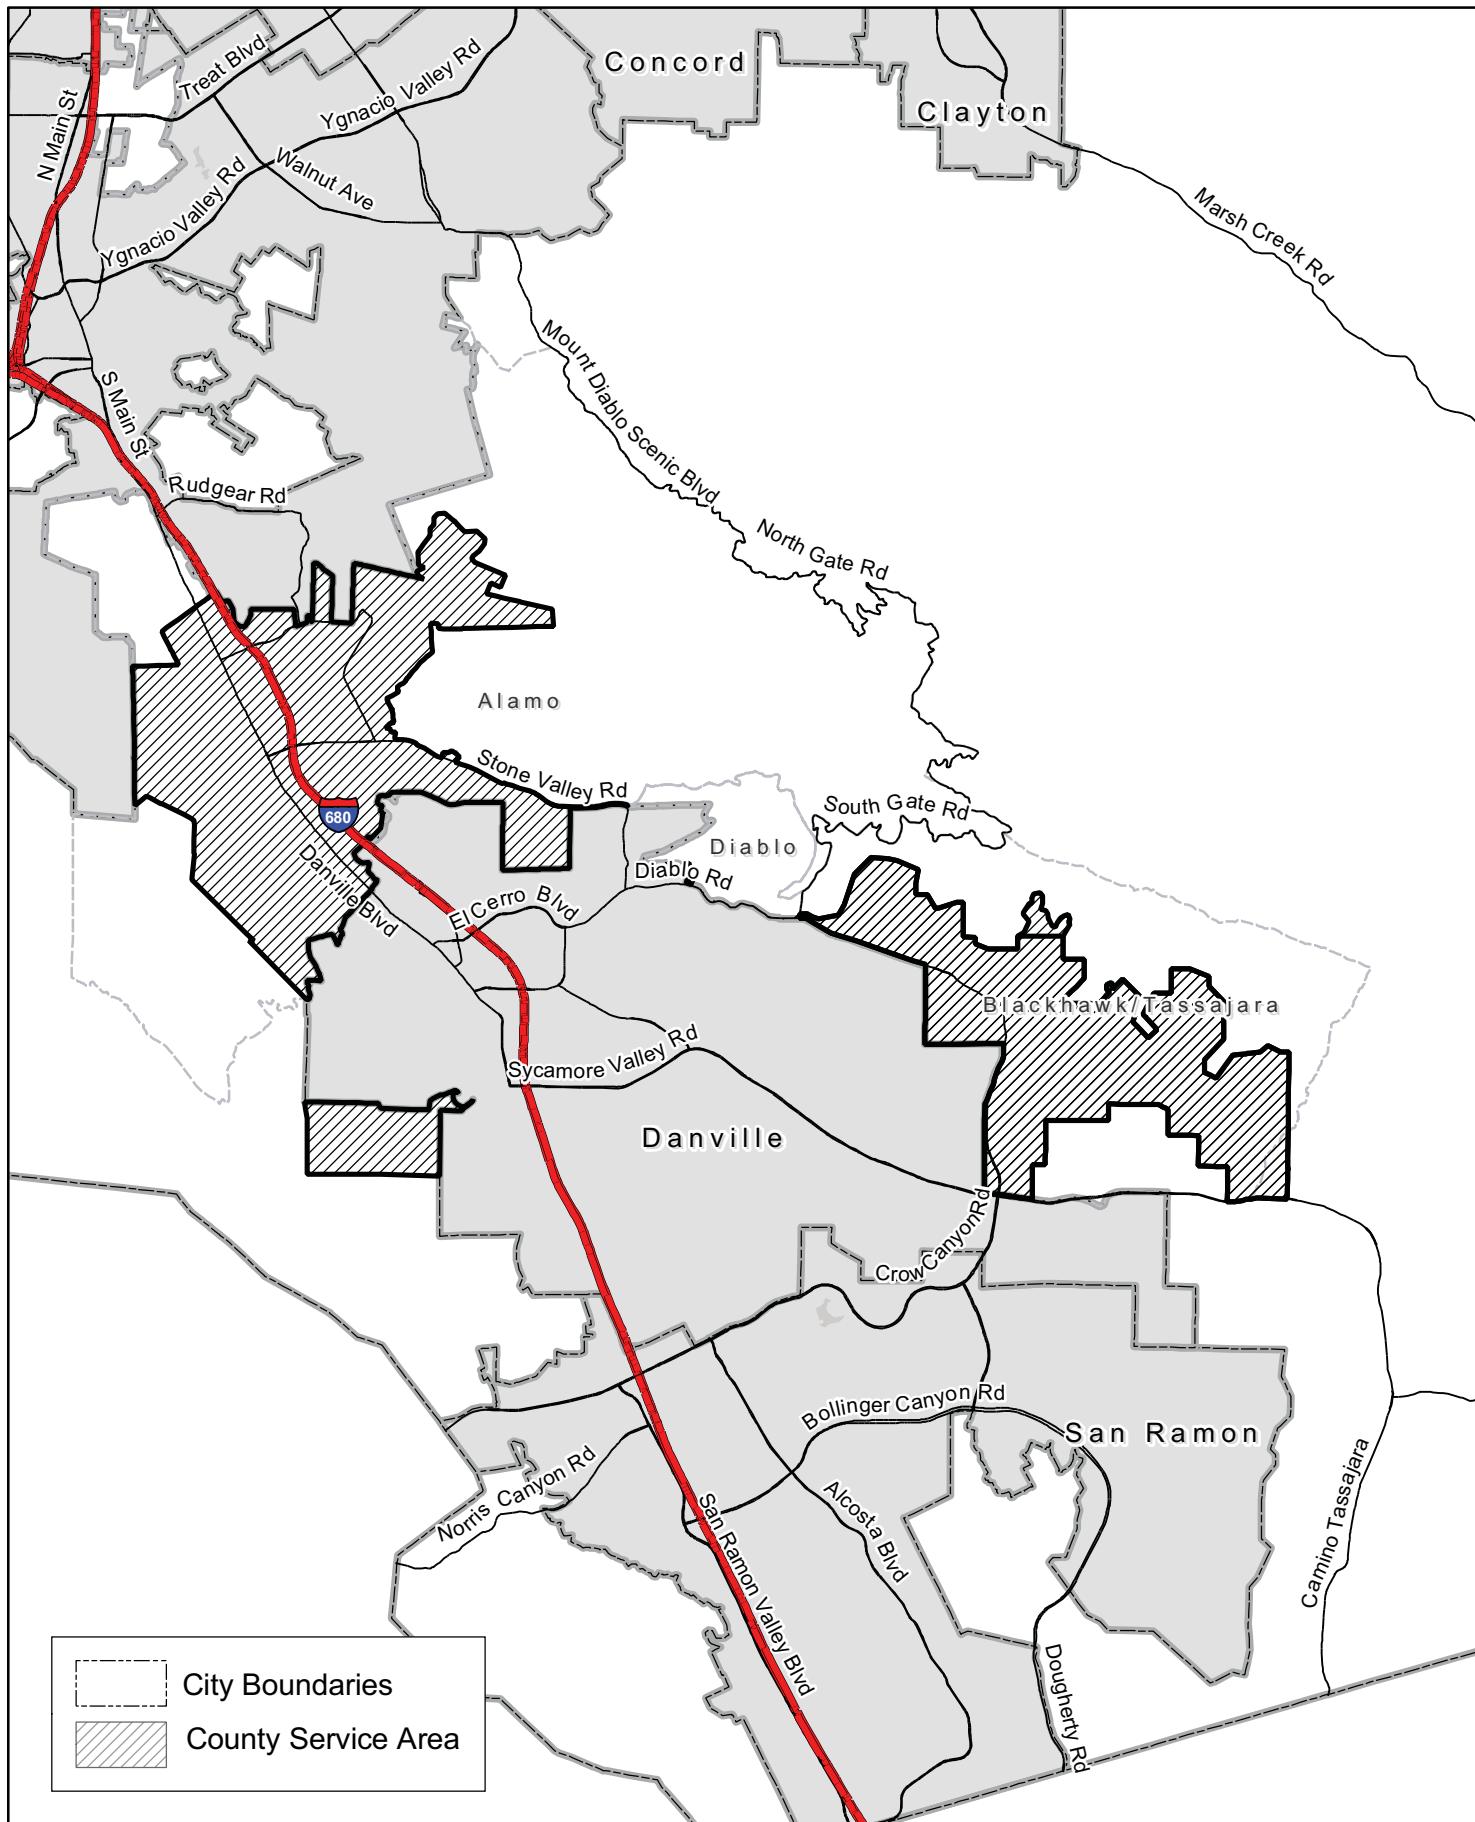 Concord
Treat Blvd
Ygnacio Valley Rd
Clayton
N Main St
Walnut Ave
Ygnacio Valley Rd
Marsh Creek Rd
Mount Diablo Scenic Blvd
S Main St
Rudgear Rd
North Gate Rd
Alamo
Stone Valley Rd
South Gate Rd
680
Diablo
Danville Blvd
Diablo Rd
El Cerro Blvd
Blackhawk/Tassajara
Sycamore Valley Rd
Danville
Crow Canyon Rd
Bollinger Canyon Rd
San Ramon
Norris Canyon Rd
Alcosta Blvd
San Ramon Valley Blvd
Camino Tassajara
Dougherty Rd
City Boundaries
County Service Area